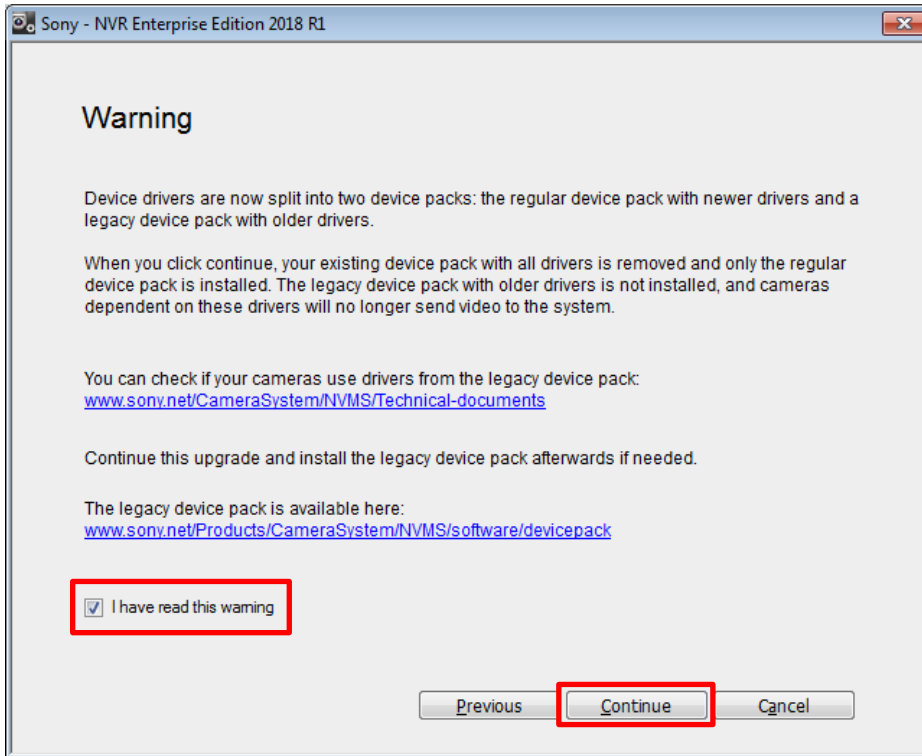 Sony - NVR Enterprise Edition 2018 R1
Warning
Device drivers are now split into two device packs: the regular device pack with newer drivers and a
legacy device pack with older drivers.
When you click continue, your existing device pack with all drivers is removed and only the regular
device pack is installed. The legacy device pack with older drivers is not installed, and cameras
dependent on these drivers will no longer send video to the system.
You can check if your cameras use drivers from the legacy device pack:
www.sony.net/CameraSystem/NVMS/Technical-documents
Continue this upgrade and install the legacy device pack afterwards if needed.
The legacy device pack is available here:
www.sony.net/Products/CameraSystem/NVMS/software/devicepack
I have read this warning
Previous Continue Cancel